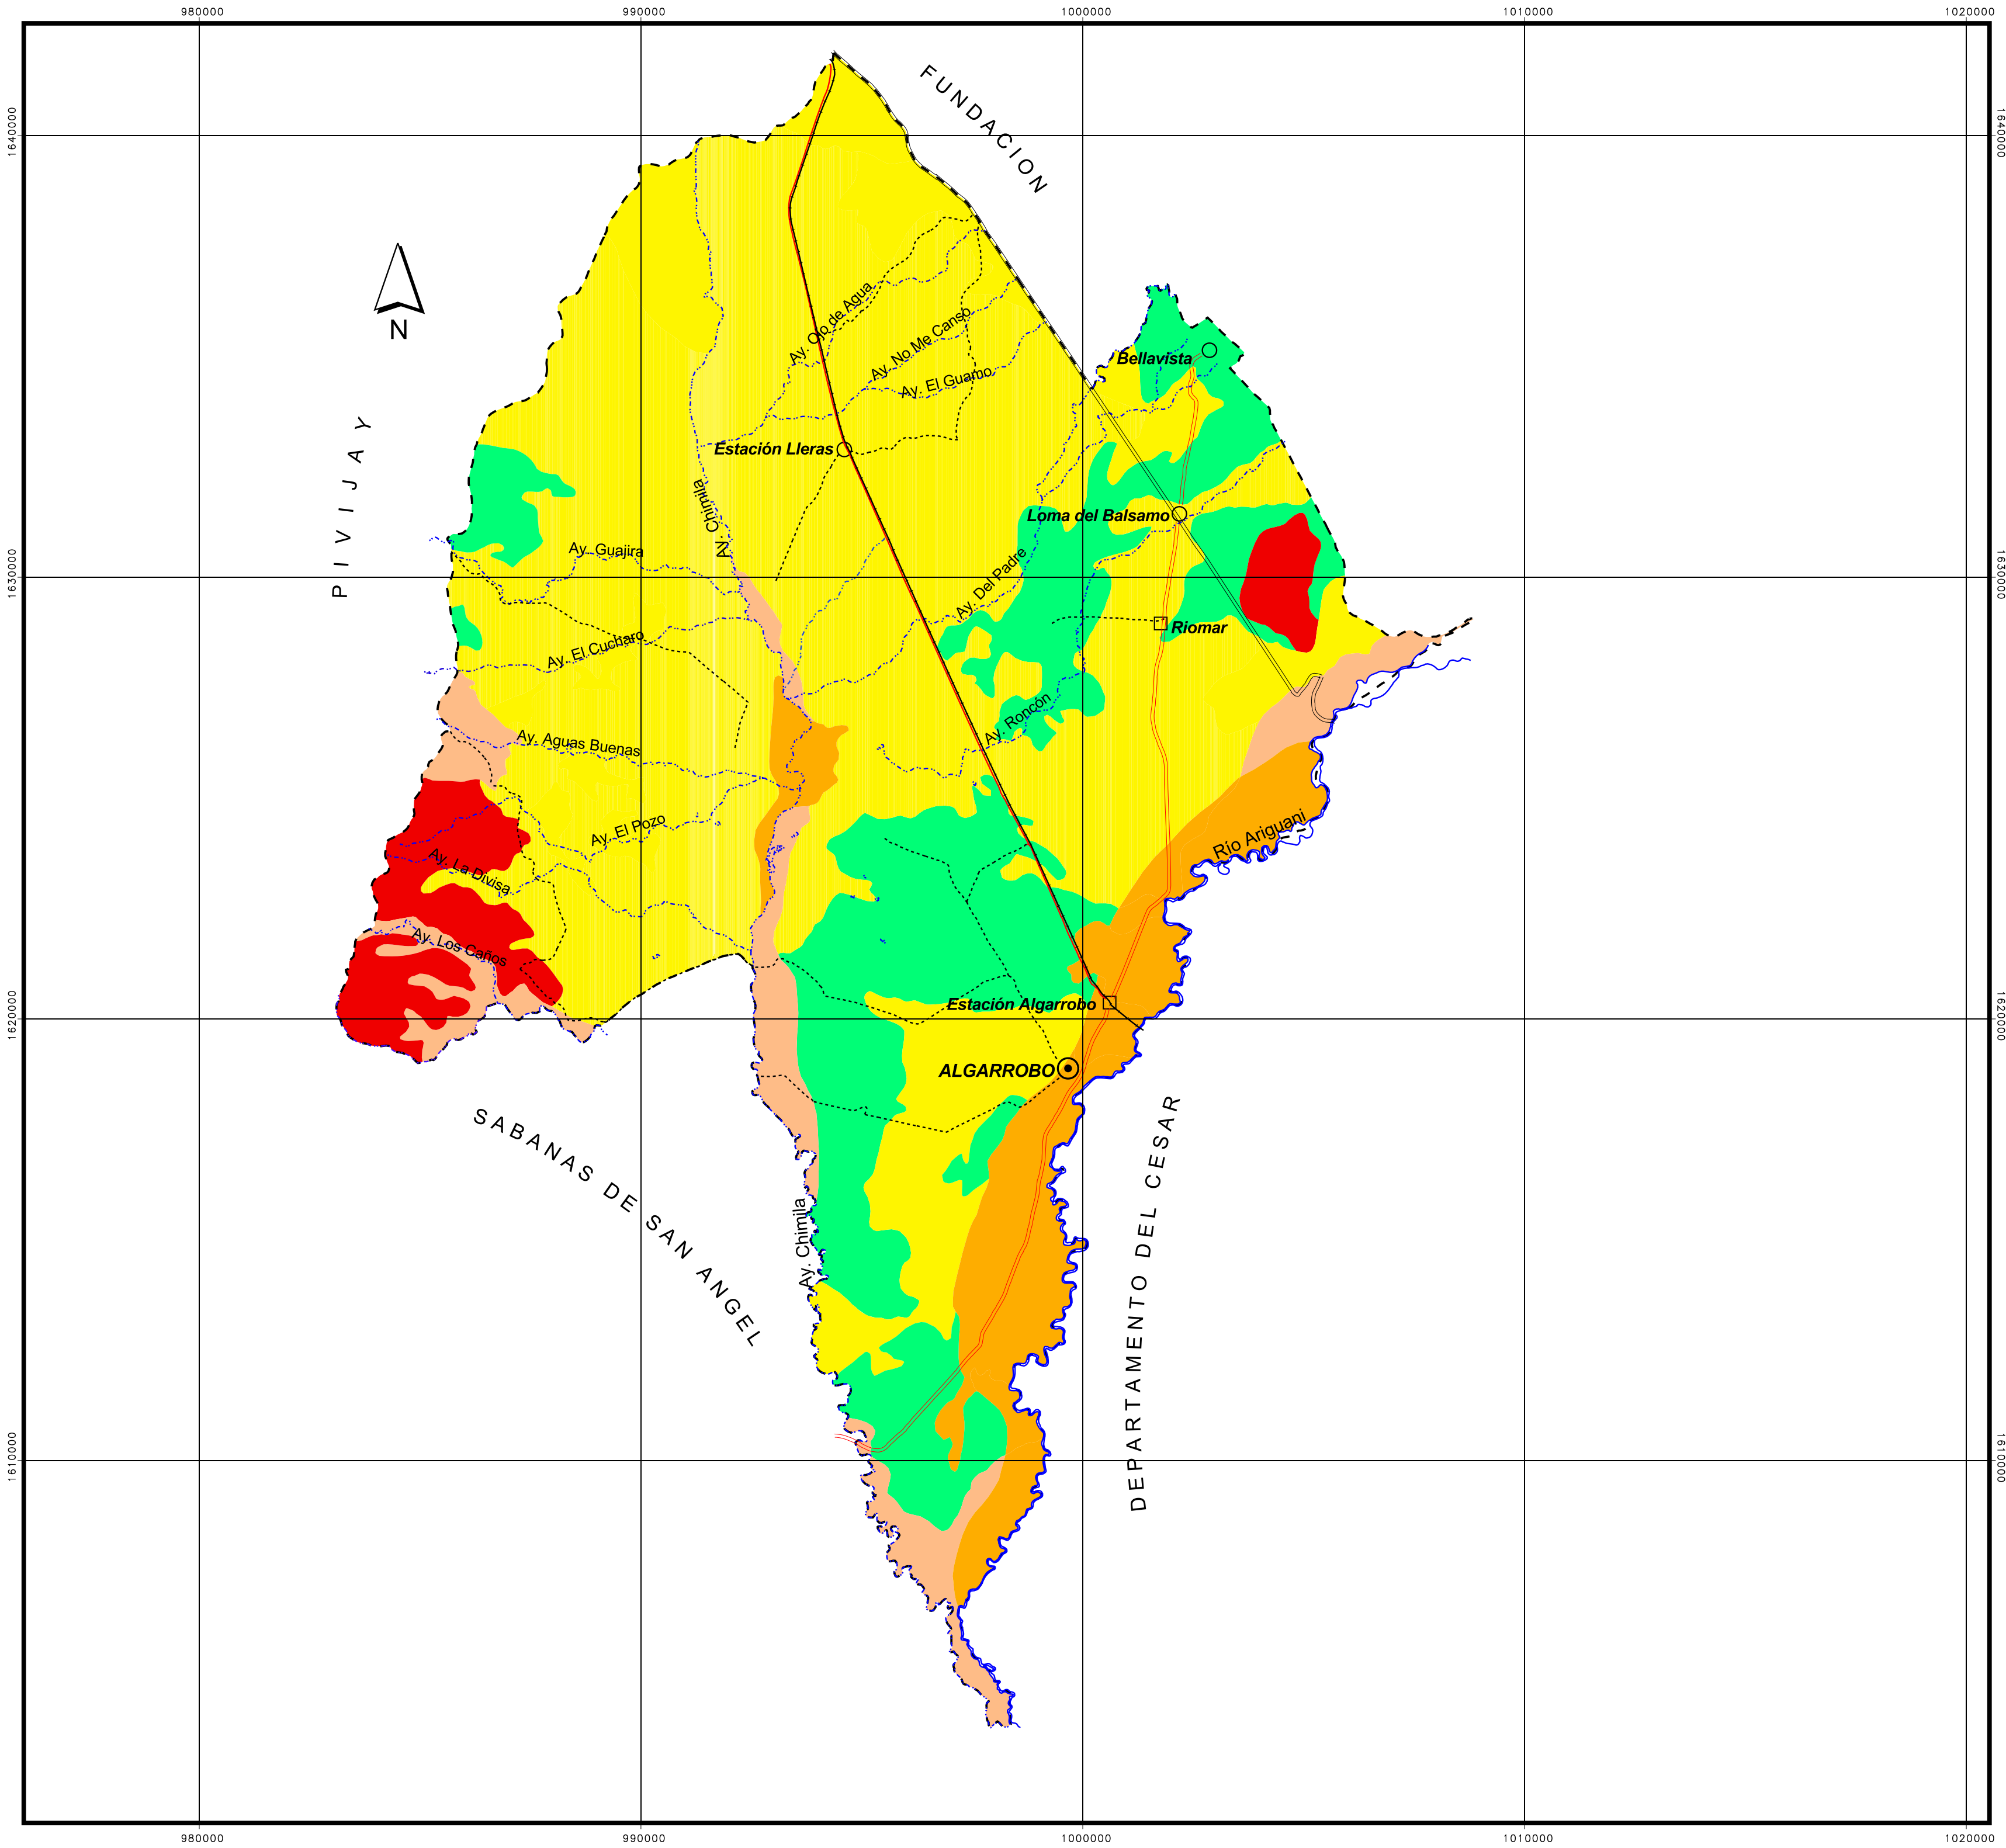 980000
990000
1000000
1010000
1020000
1640000
1640000
FUNDACION
N
PIVIJAY
Ay. Ojo de Agua
Ay. No Me Canso
Ay. El Guamo
Bellavista
Estación Lleras
Ay. Chimila
Loma del Balsamo
Ay. Guajira
1630000
1630000
Ay. Del Padre
Riomar
Ay. El Cucharo
Ay. Roncón
Ay. Aguas Buenas
Ay. El Pozo
Río Ariguani
Ay. La Divisa
Ay. Los Caños
Estación Algarrobo
1620000
1620000
ALGARROBO
SABANAS DE SAN ANGEL
Ay. Chimila
DEPARTAMENTO DEL CESAR
1610000
1610000
980000
990000
1000000
1010000
1020000